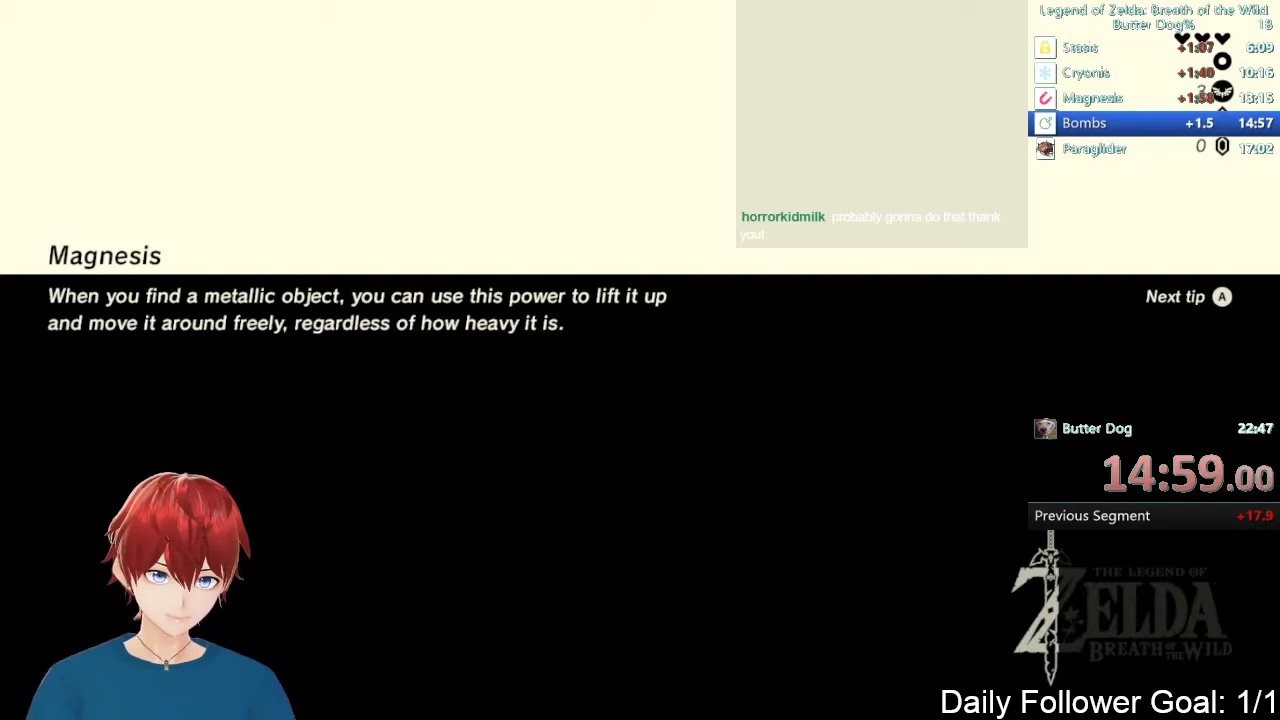 Legend of Zelda: Breath of the Wild
Butter Dog%
18
Stasis +1:07 6:09
Cryonis +1:40 10:16
Magnesis +1:58 13:15
Bombs +1.5 14:57
0
Paraglider 17:02
horrorkidmilk probably gonna do that thank
you!
Magnesis
When you find a metallic object, you can use this power to lift it up
and move it around freely, regardless of how heavy it is.
Next tip A
Butter Dog 22:47
14:59.00
Previous Segment +17.9
THE LEGEND OF
ZELDA
BREATH OF THE WILD
Daily Follower Goal: 1/1